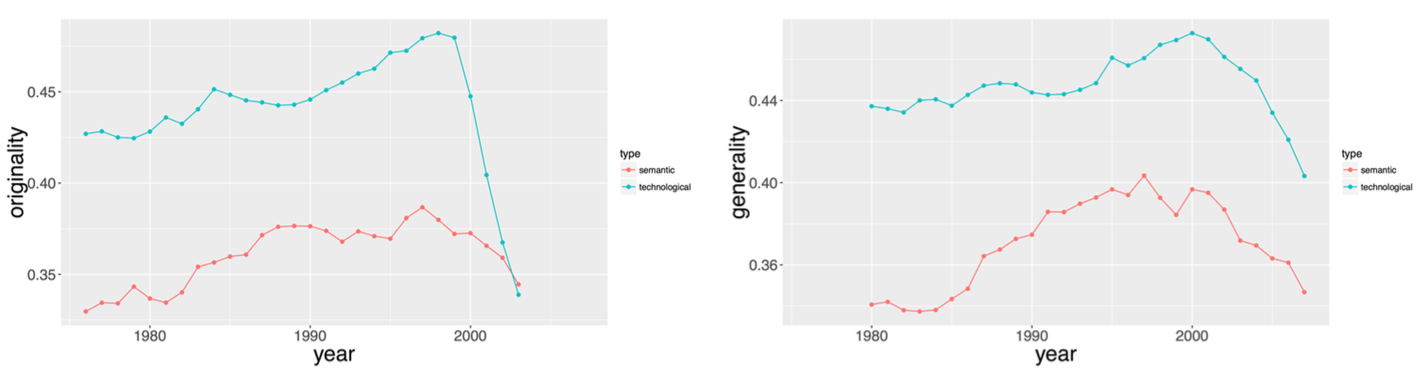 originality
0.45
0.40
0.35
1980 1990 2000
year
type
semantic
technological
generality
0.44
0.40
0.36
1980 1990 2000
year
type
semantic
technological